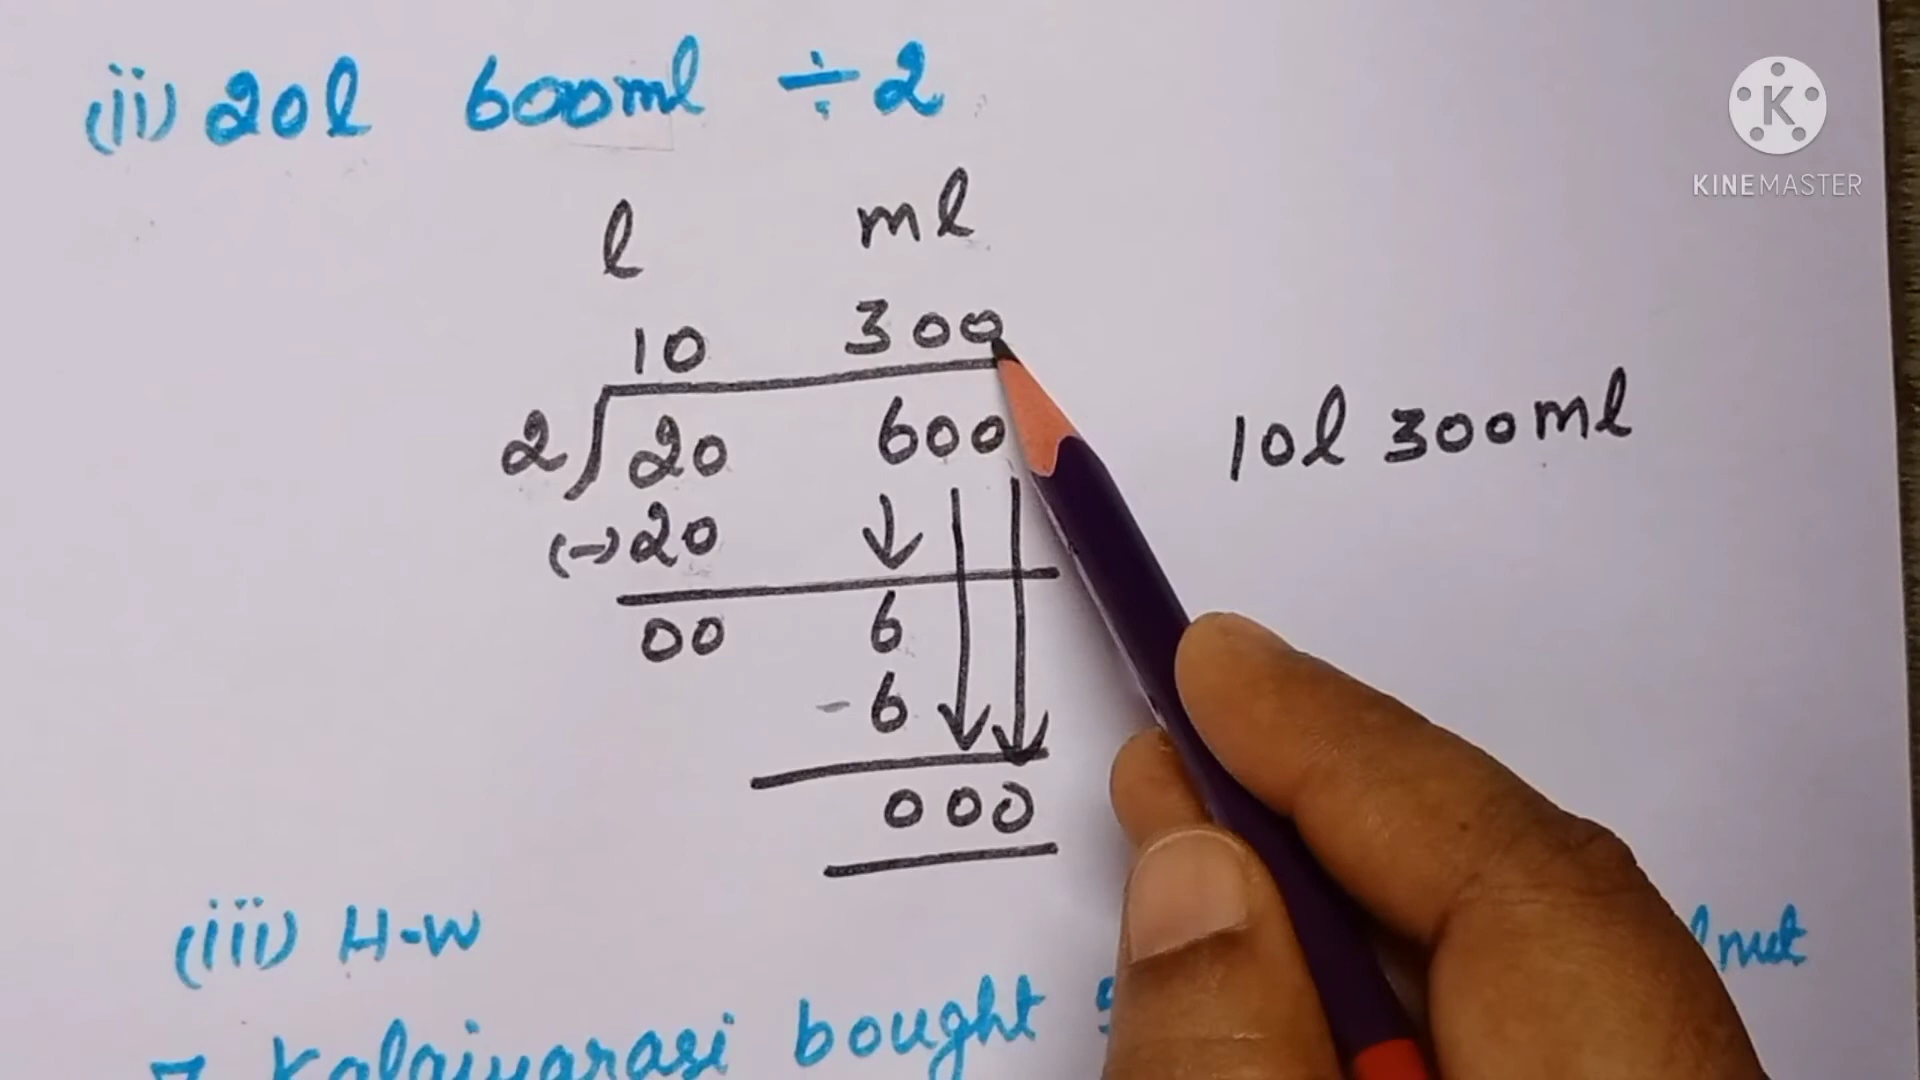 (ii) 20l 600ml ÷ 2
K
KINEMASTER
l ml
10 300
2 20 600
10l 300ml
(-) 20
00 6
- 6
000
(iii) H-W
Kalaivarasi bought